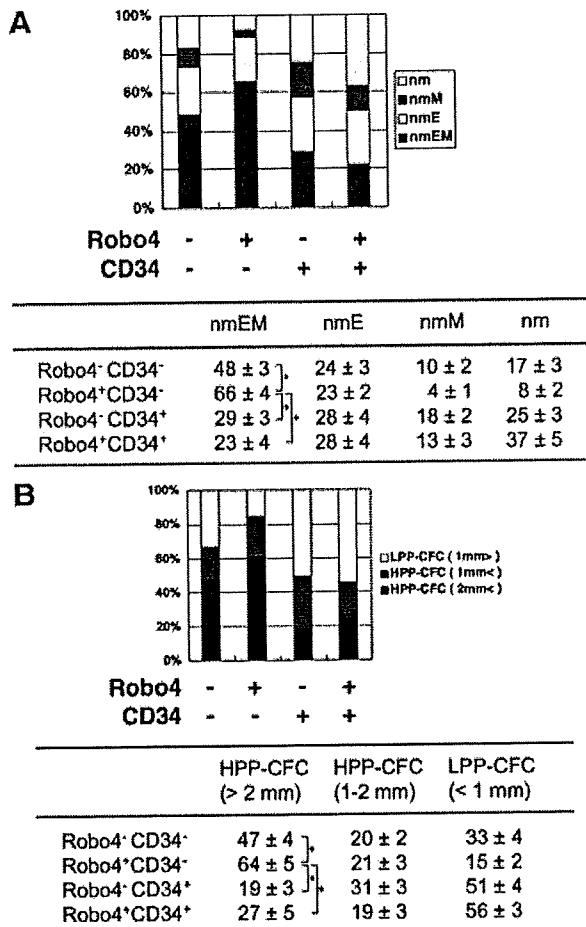 A
100%
80%
60%
40%
20%
0%
nm
nmM
nmE
nmEM
Robo4 - + - +
CD34 - - + +
nmEM nmE nmM nm
Robo4⁻CD34⁻ 48 ± 3 24 ± 3 10 ± 2 17 ± 3
Robo4⁺CD34⁻ 66 ± 4 23 ± 2 4 ± 1 8 ± 2
Robo4⁻CD34⁺ 29 ± 3 28 ± 4 18 ± 2 25 ± 3
Robo4⁺CD34⁺ 23 ± 4 28 ± 4 13 ± 3 37 ± 5
B
100%
80%
60%
40%
20%
0%
LPP-CFC ( 1mm> )
HPP-CFC ( 1mm< )
HPP-CFC ( 2mm< )
Robo4 - + - +
CD34 - - + +
HPP-CFC HPP-CFC LPP-CFC
(> 2 mm) (1-2 mm) (< 1 mm)
Robo4⁻CD34⁻ 47 ± 4 20 ± 2 33 ± 4
Robo4⁺CD34⁻ 64 ± 5 21 ± 3 15 ± 2
Robo4⁻CD34⁺ 19 ± 3 31 ± 3 51 ± 4
Robo4⁺CD34⁺ 27 ± 5 19 ± 3 56 ± 3